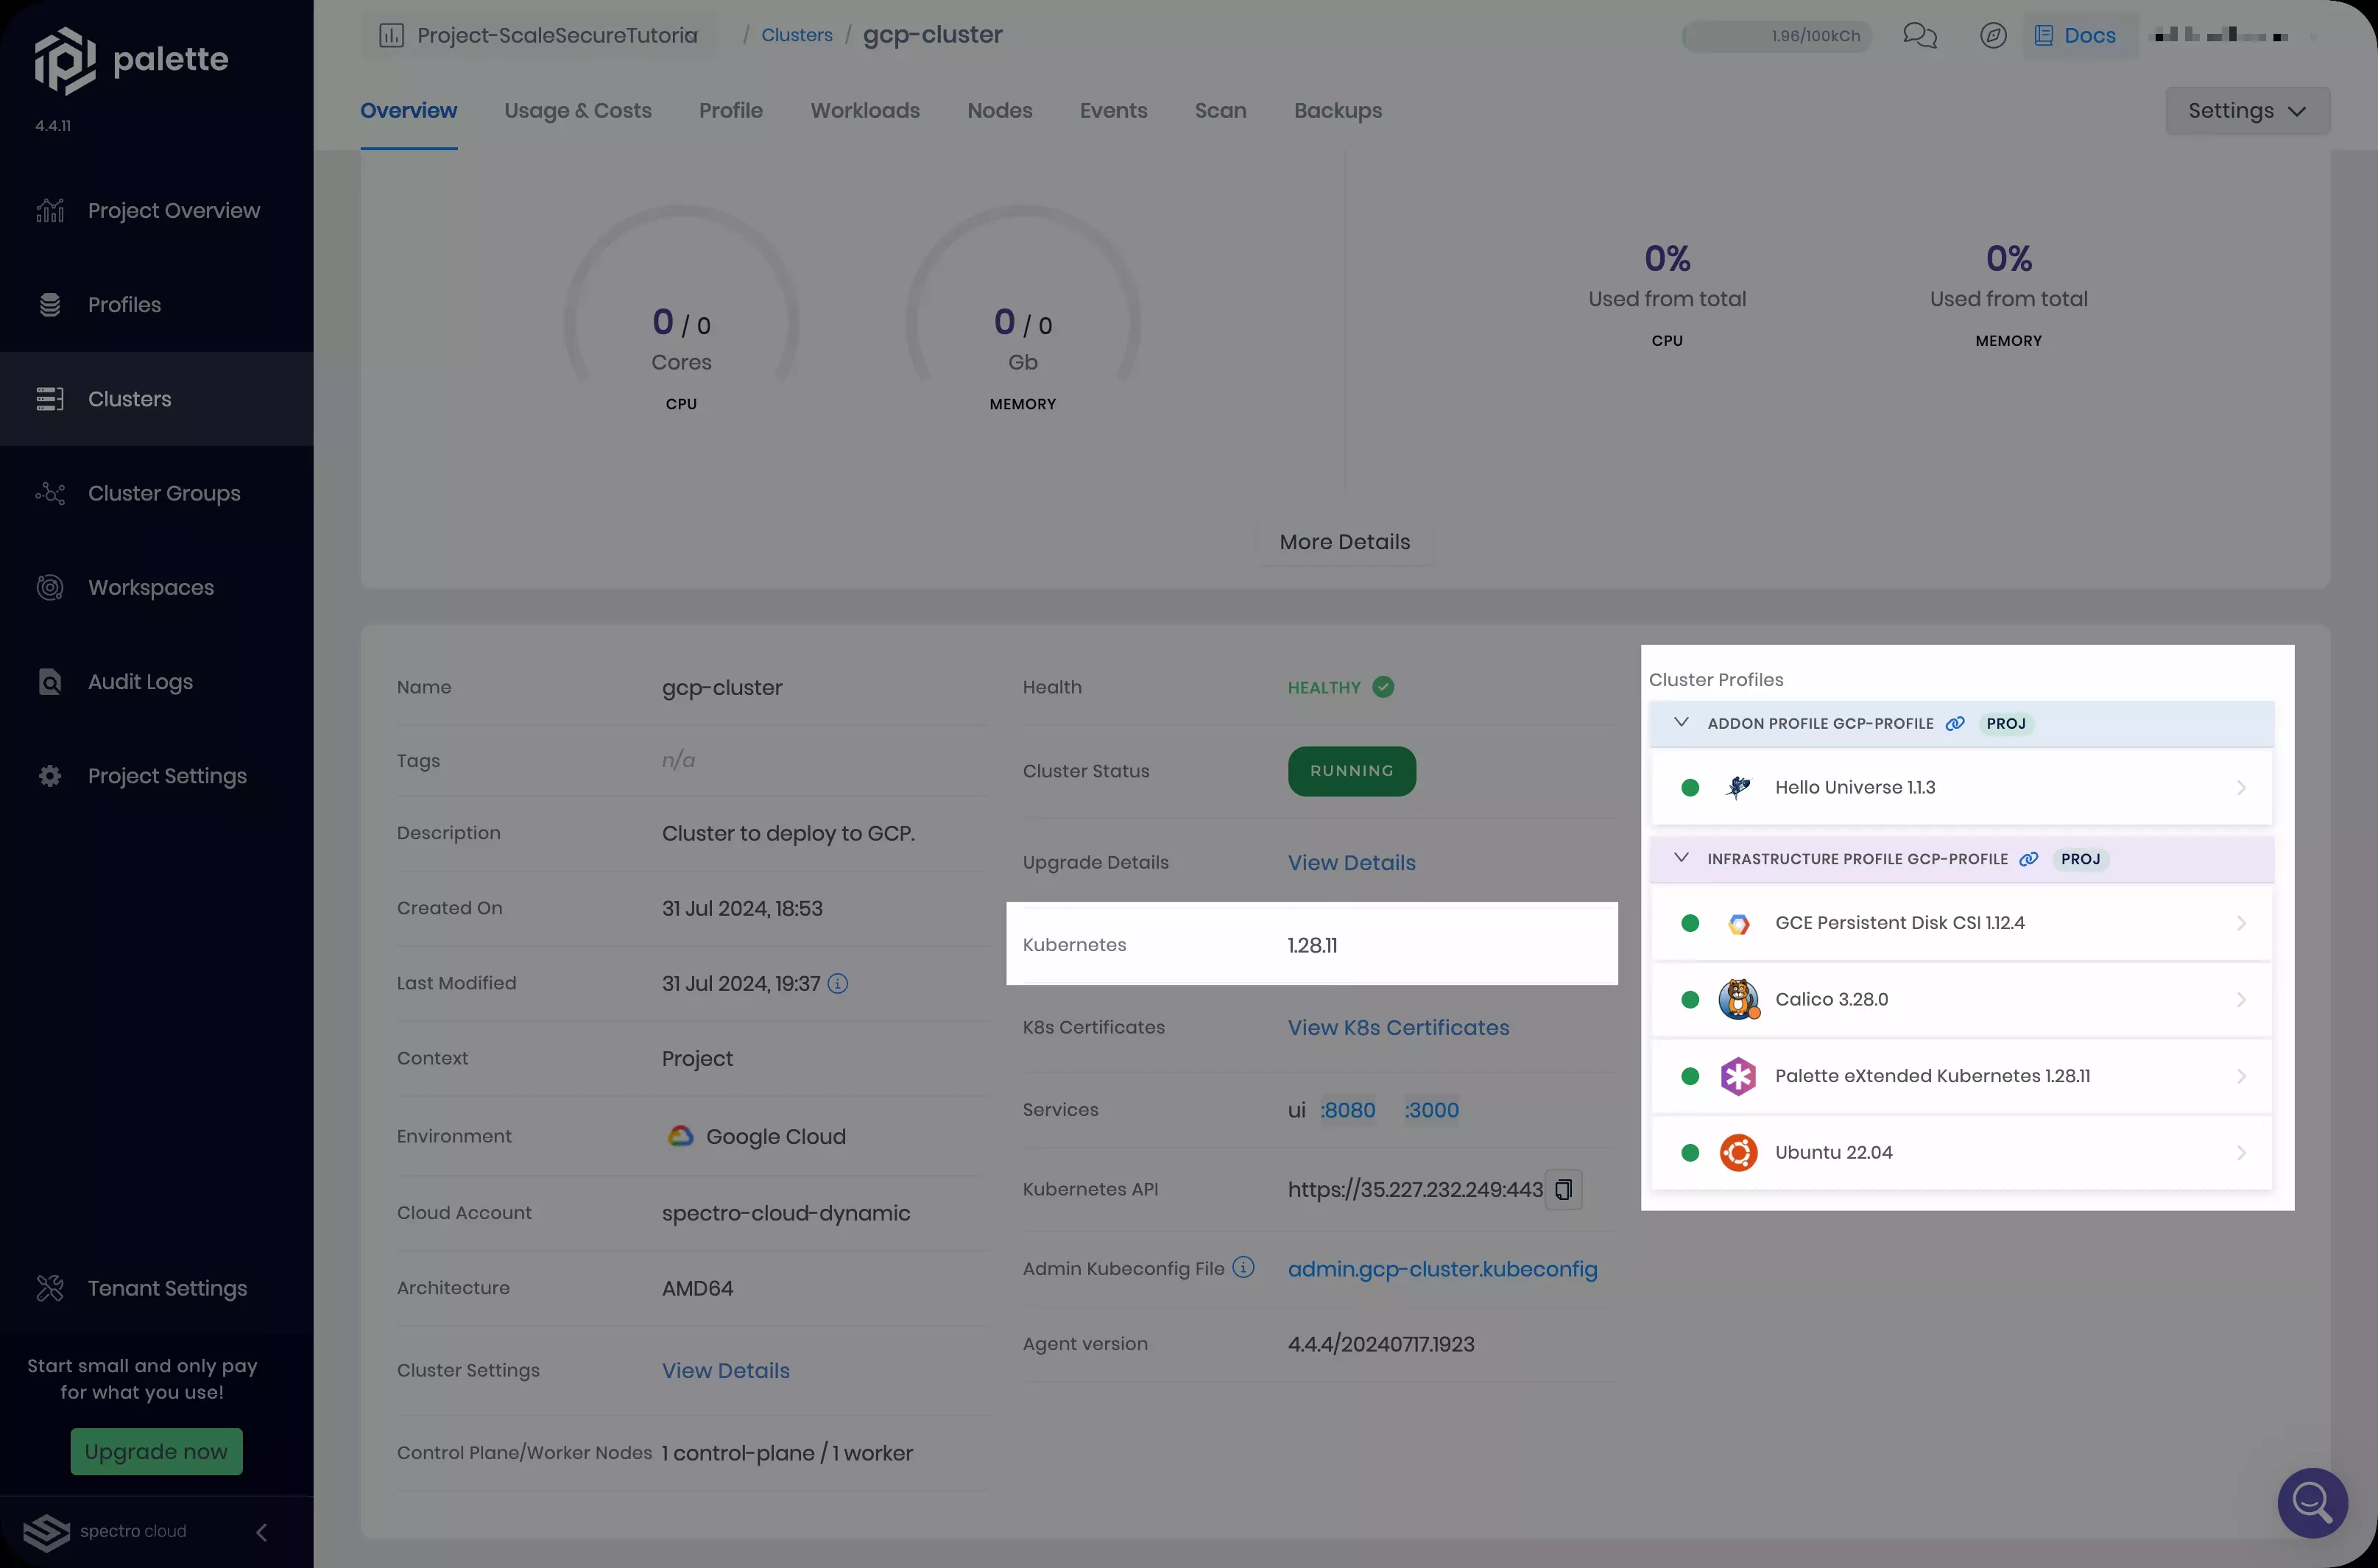 palette
4.4.11
Project Overview
Profiles
Clusters
Cluster Groups
Workspaces
Audit Logs
Project Settings
Tenant Settings
Start small and only pay
for what you use!
Upgrade now
spectro cloud
Project-ScaleSecureTutoria
/ Clusters / gcp-cluster
1.96/100kCh
Docs
Overview Usage & Costs Profile Workloads Nodes Events Scan Backups
Settings
0 / 0
Cores
CPU
0 / 0
Gb
MEMORY
0%
Used from total
CPU
0%
Used from total
MEMORY
More Details
Name gcp-cluster
Tags n/a
Description Cluster to deploy to GCP.
Created On 31 Jul 2024, 18:53
Last Modified 31 Jul 2024, 19:37
Context Project
Environment Google Cloud
Cloud Account spectro-cloud-dynamic
Architecture AMD64
Cluster Settings View Details
Control Plane/Worker Nodes 1 control-plane / 1 worker
Health HEALTHY
Cluster Status RUNNING
Upgrade Details View Details
Kubernetes 1.28.11
K8s Certificates View K8s Certificates
Services ui :8080 :3000
Kubernetes API https://35.227.232.249:443
Admin Kubeconfig File admin.gcp-cluster.kubeconfig
Agent version 4.4.4/20240717.1923
Cluster Profiles
ADDON PROFILE GCP-PROFILE PROJ
Hello Universe 1.1.3
INFRASTRUCTURE PROFILE GCP-PROFILE PROJ
GCE Persistent Disk CSI 1.12.4
Calico 3.28.0
Palette eXtended Kubernetes 1.28.11
Ubuntu 22.04